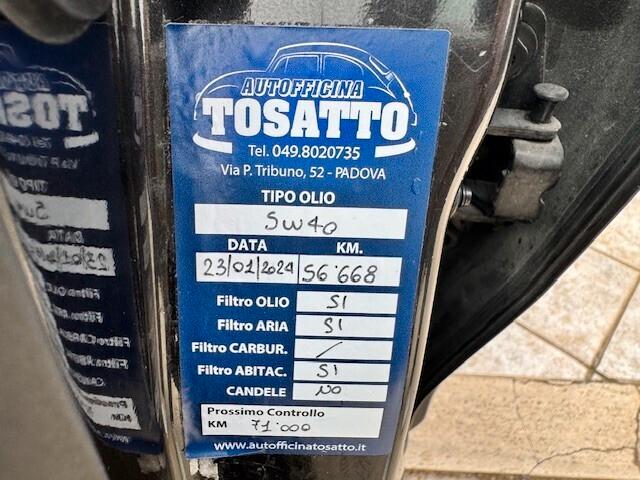 AUTOFFICINA
TOSATTO
Tel. 049.8020735
Via P. Tribuno, 52 - PADOVA
TIPO OLIO
5W40
DATA KM.
23/01/2024 56.668
Filtro OLIO SI
Filtro ARIA SI
Filtro CARBUR. /
Filtro ABITAC. SI
CANDELE NO
Prossimo Controllo
KM 71.000
www.autofficinatosatto.it